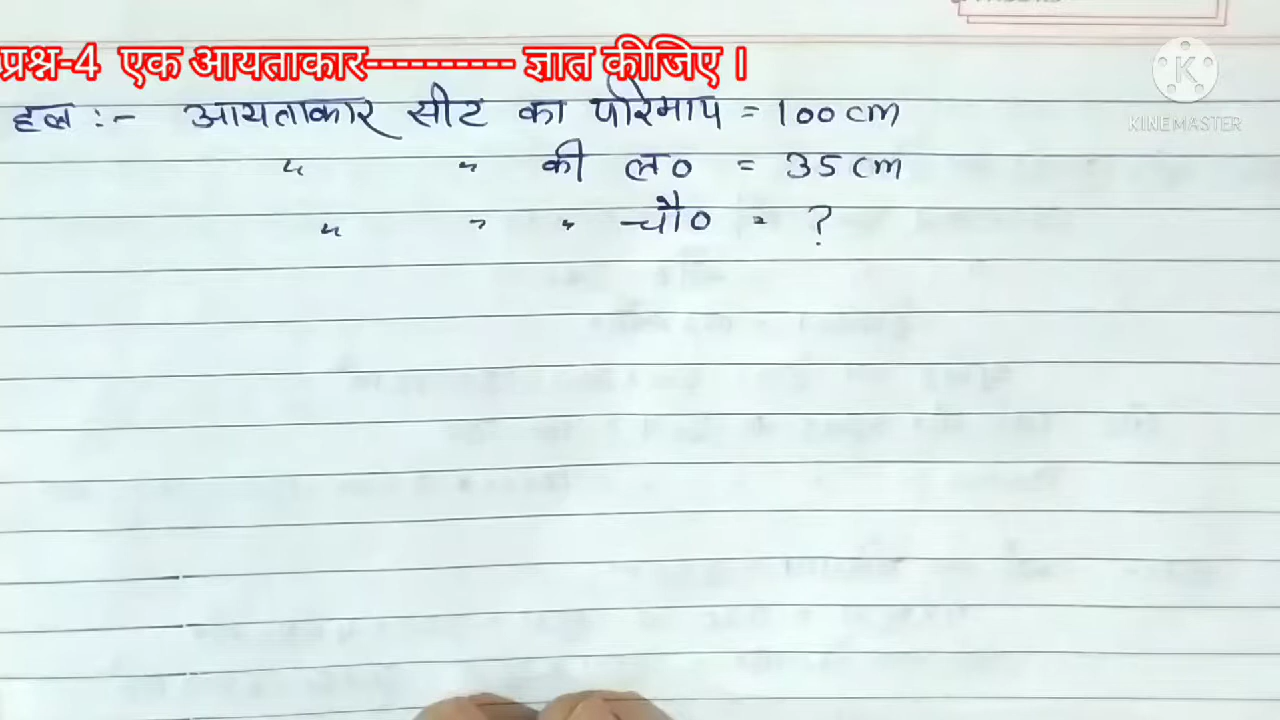 प्रश्न-4 एक आयताकार---------- ज्ञात कीजिए ।
हल :- आयताकार सीट का परिमाप = 100 cm
" " की ल० = 35 cm
" " " चौ० = ?
KINEMASTER